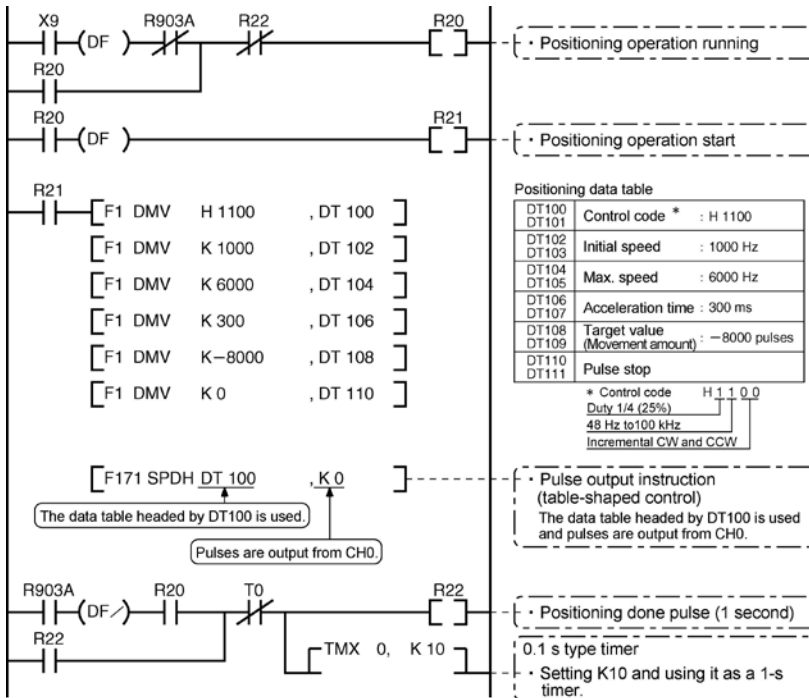 X9 R903A R22 R20
(DF )
· Positioning operation running
R20
R20 R21
(DF )
· Positioning operation start
R21
F1 DMV H 1100 , DT 100
F1 DMV K 1000 , DT 102
F1 DMV K 6000 , DT 104
F1 DMV K 300 , DT 106
F1 DMV K−8000 , DT 108
F1 DMV K 0 , DT 110
Positioning data table
DT100
DT101 Control code * : H 1100
DT102
DT103 Initial speed : 1000 Hz
DT104
DT105 Max. speed : 6000 Hz
DT106
DT107 Acceleration time : 300 ms
DT108
DT109 Target value
(Movement amount) : −8000 pulses
DT110
DT111 Pulse stop
* Control code H 1 1 0 0
Duty 1/4 (25%)
48 Hz to100 kHz
Incremental CW and CCW
F171 SPDH DT 100 , K 0
The data table headed by DT100 is used.
Pulses are output from CH0.
· Pulse output instruction
(table-shaped control)
The data table headed by DT100 is used
and pulses are output from CH0.
R903A R20 T0 R22
(DF/)
· Positioning done pulse (1 second)
R22
TMX 0, K 10
0.1 s type timer
· Setting K10 and using it as a 1-s
timer.